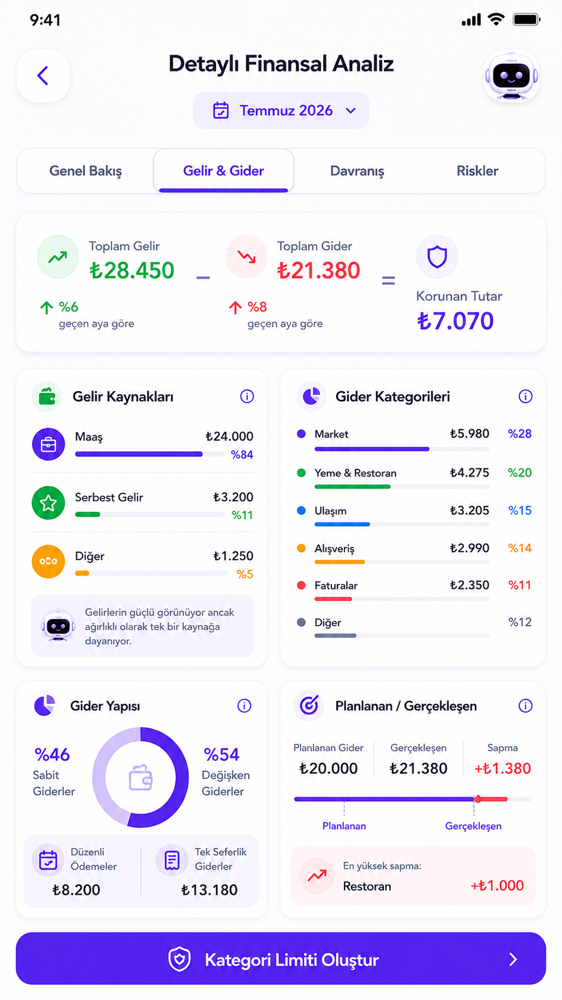 9:41
Detaylı Finansal Analiz
Temmuz 2026
Genel Bakış
Gelir & Gider
Davranış
Riskler
Toplam Gelir
₺28.450
↑ %6
geçen aya göre
–
Toplam Gider
₺21.380
↑ %8
geçen aya göre
=
Korunan Tutar
₺7.070
Gelir Kaynakları
Maaş ₺24.000
%84
Serbest Gelir ₺3.200
%11
Diğer ₺1.250
%5
Gelirlerin güçlü görünüyor ancak
ağırlıklı olarak tek bir kaynağa
dayanıyor.
Gider Kategorileri
Market ₺5.980 %28
Yeme & Restoran ₺4.275 %20
Ulaşım ₺3.205 %15
Alışveriş ₺2.990 %14
Faturalar ₺2.350 %11
Diğer %12
Gider Yapısı
%46
Sabit
Giderler
%54
Değişken
Giderler
Düzenli
Ödemeler
₺8.200
Tek Seferlik
Giderler
₺13.180
Planlanan / Gerçekleşen
Planlanan Gider
₺20.000
Gerçekleşen
₺21.380
Sapma
+₺1.380
Planlanan
Gerçekleşen
En yüksek sapma:
Restoran +₺1.000
Kategori Limiti Oluştur